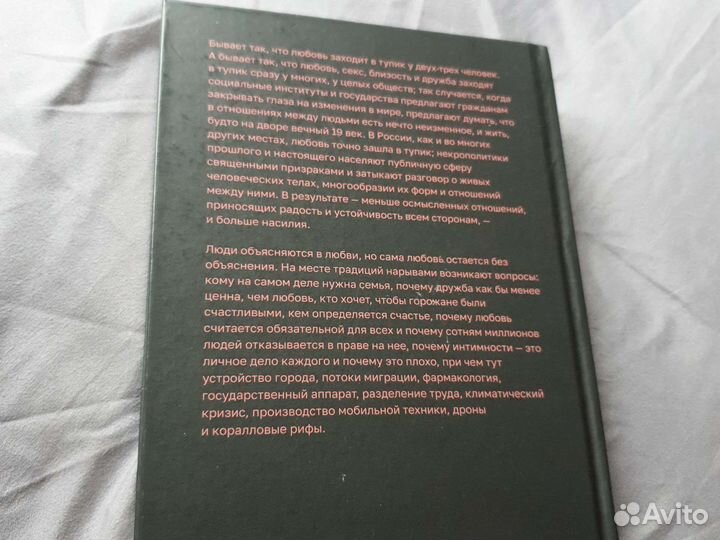 Бывает так, что любовь заходит в тупик у двух-трех человек.
А бывает так, что любовь, секс, близость и дружба заходят
в тупик сразу у многих, у целых обществ; так случается, когда
социальные институты и государства предлагают гражданам
закрывать глаза на изменения в мире, предлагают думать, что
в отношениях между людьми есть нечто неизменное, и жить,
будто на дворе вечный 19 век. В России, как и во многих
других местах, любовь точно зашла в тупик; некрополитики
прошлого и настоящего населяют публичную сферу
священными призраками и затыкают разговор о живых
человеческих телах, многообразии их форм и отношений
между ними. В результате — меньше осмысленных отношений,
приносящих радость и устойчивость всем сторонам, —
и больше насилия.
Люди объясняются в любви, но сама любовь остается без
объяснения. На месте традиций нарывами возникают вопросы:
кому на самом деле нужна семья, почему дружба как бы менее
ценна, чем любовь, кто хочет, чтобы горожане были
счастливыми, кем определяется счастье, почему любовь
считается обязательной для всех и почему сотням миллионов
людей отказывается в праве на нее, почему интимность — это
личное дело каждого и почему это плохо, при чем тут
устройство города, потоки миграции, фармакология,
государственный аппарат, разделение труда, климатический
кризис, производство мобильной техники, дроны
и коралловые рифы.
Avito